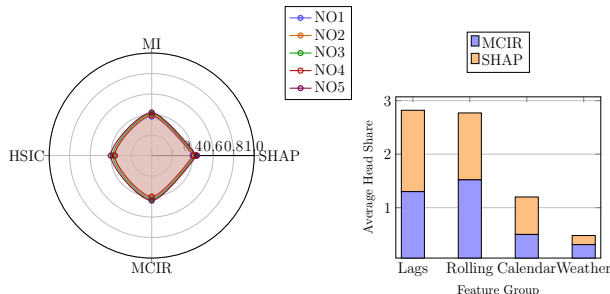 NO1
NO2
NO3
NO4
NO5
MI
HSIC
0.40.60.81.0
SHAP
MCIR
MCIR
SHAP
3
2
1
Average Head Share
Lags Rolling Calendar Weather
Feature Group